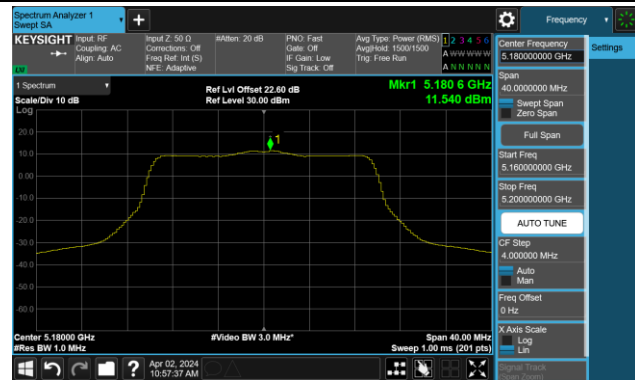 Spectrum Analyzer 1
Swept SA
+
Frequency
KEYSIGHT
Input: RF
Coupling: AC
Align: Auto
Input Z: 50 Ω
Corrections: Off
Freq Ref: Int (S)
NFE: Adaptive
#Atten: 20 dB
PNO: Fast
Gate: Off
IF Gain: Low
Sig Track: Off
Avg Type: Power (RMS)
Avg|Hold: 1500/1500
Trig: Free Run
1 2 3 4 5 6
A W W W W W
A N N N N N
1 Spectrum
Scale/Div 10 dB
Log
Ref Lvl Offset 22.60 dB
Ref Level 30.00 dBm
Mkr1 5.180 6 GHz
11.540 dBm
1
20.0
10.0
0.00
-10.0
-20.0
-30.0
-40.0
-50.0
-60.0
Center 5.18000 GHz
#Res BW 1.0 MHz
#Video BW 3.0 MHz*
Span 40.00 MHz
Sweep 1.00 ms (201 pts)
Center Frequency
5.180000000 GHz
Span
40.0000000 MHz
Swept Span
Zero Span
Full Span
Start Freq
5.160000000 GHz
Stop Freq
5.200000000 GHz
AUTO TUNE
CF Step
4.000000 MHz
Auto
Man
Freq Offset
0 Hz
X Axis Scale
Log
Lin
Signal Track
(Span Zoom)
Settings
?
Apr 02, 2024
10:57:37 AM